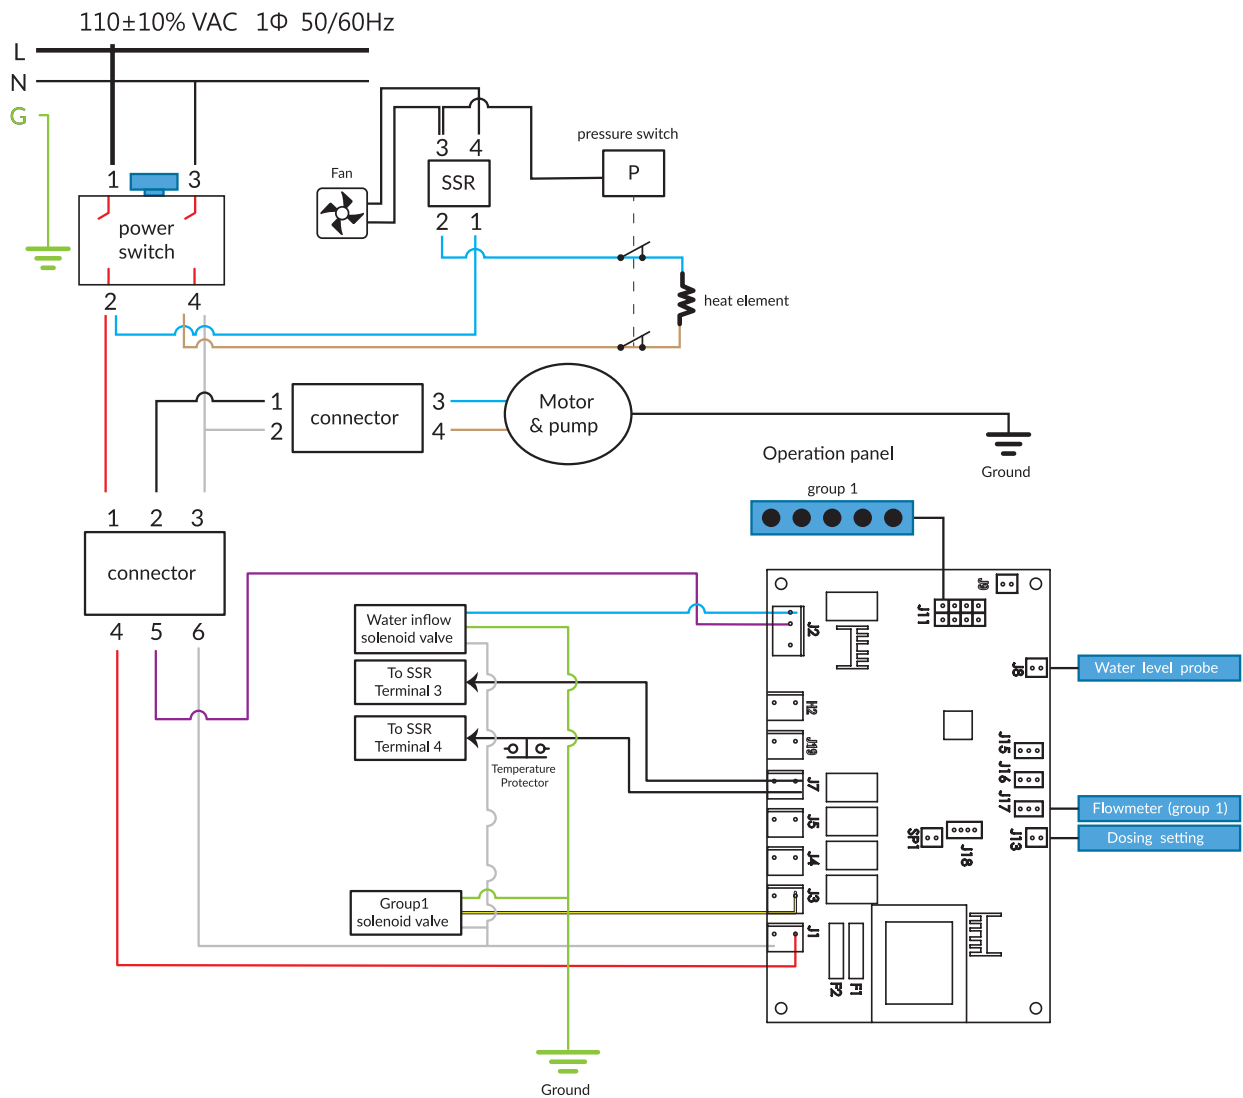 110±10% VAC 1Φ 50/60Hz
L
N
G
1
3
power
switch
2
4
Fan
3
4
SSR
2
1
pressure switch
P
heat element
1
2
connector
3
4
Motor
& pump
Ground
Operation panel
group 1
1
2
3
connector
4
5
6
Water inflow
solenoid valve
To SSR
Terminal 3
To SSR
Terminal 4
Temperature
Protector
Group1
solenoid valve
Ground
J2
H2
J19
J7
J5
J4
J3
J1
F2
F1
J9
J11
J8
J15
J16
J17
J13
SP1
J18
Water level probe
Flowmeter (group 1)
Dosing setting